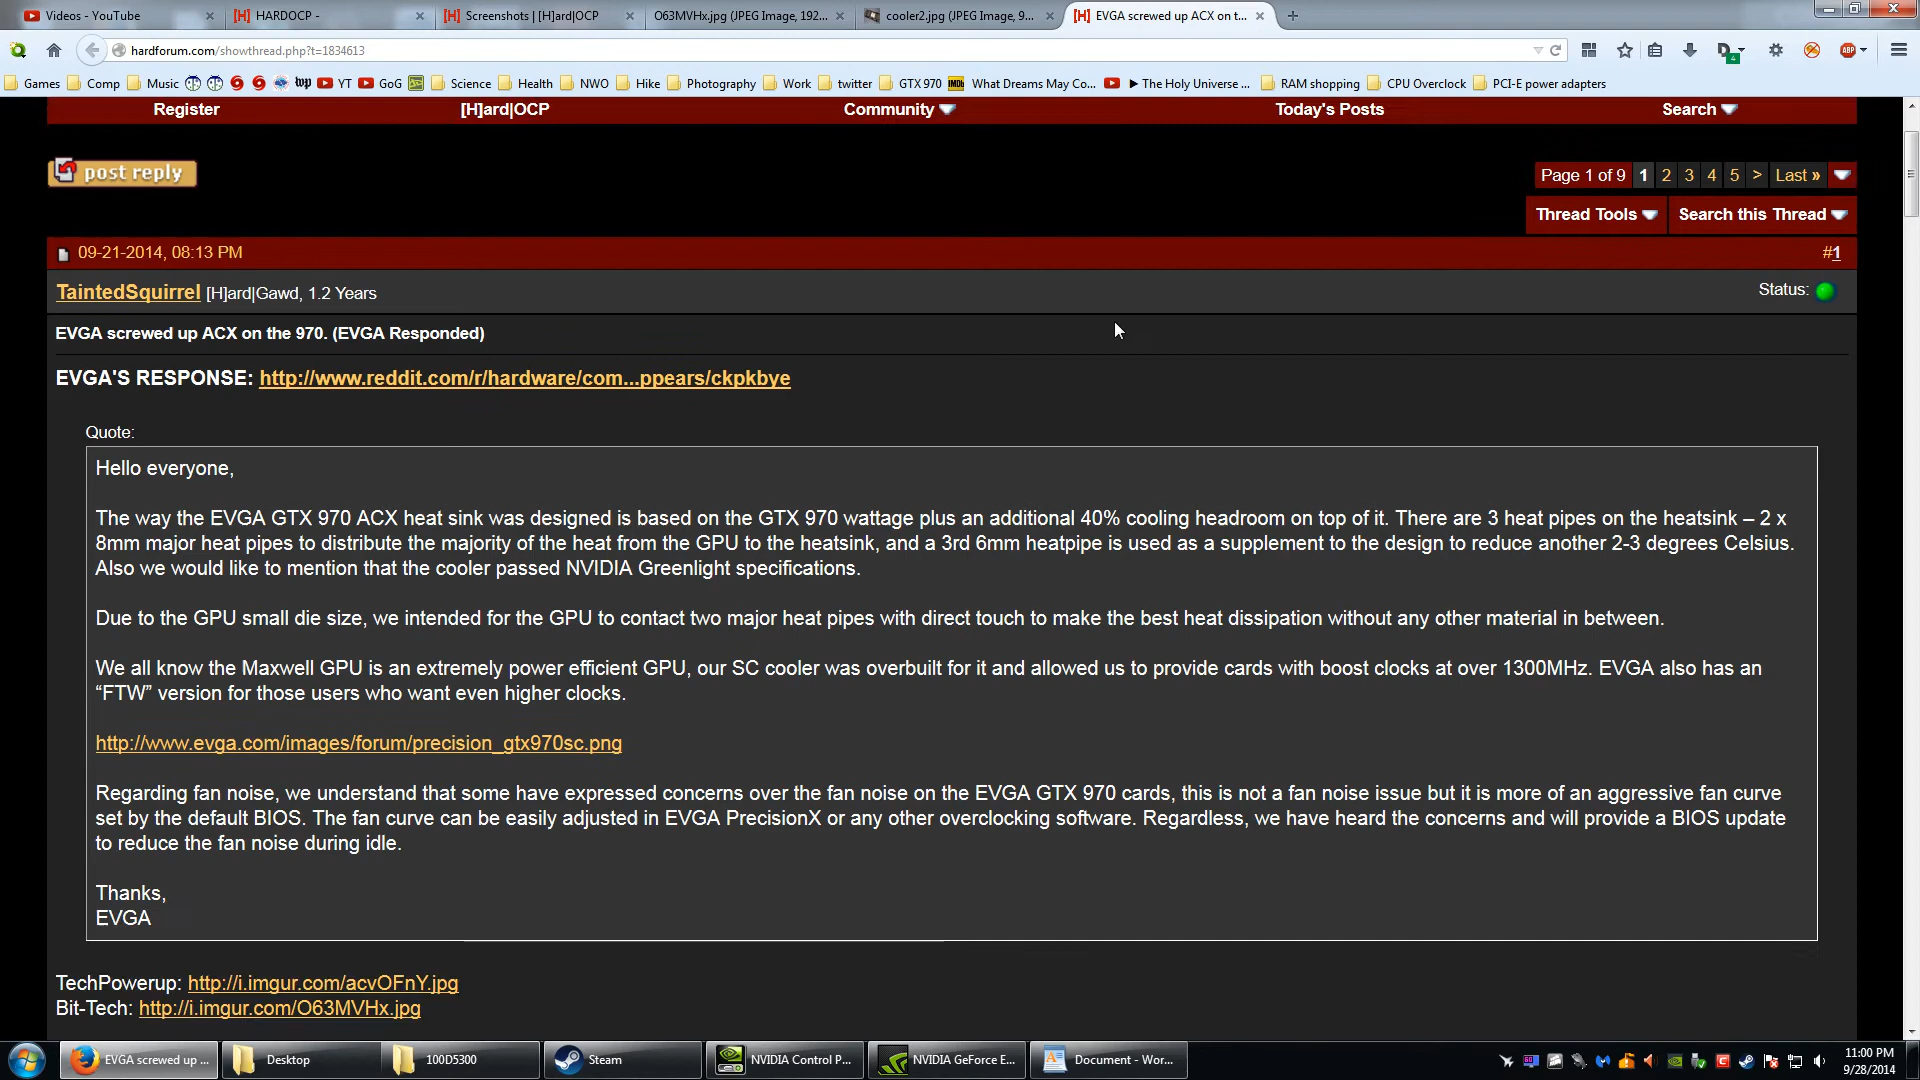 Videos - YouTube
HARDOCP -
Screenshots | [H]ard|OCP
O63MVHx.jpg (JPEG Image, 192...
cooler2.jpg (JPEG Image, 9...
EVGA screwed up ACX on t...
hardforum.com/showthread.php?t=1834613
4
ABP
Games
Comp
Music
wp
YT
GoG
Science
Health
NWO
Hike
Photography
Work
twitter
GTX 970
IMDb
What Dreams May Co...
► The Holy Universe ...
RAM shopping
CPU Overclock
PCI-E power adapters
Register
[H]ard|OCP
Community
Today's Posts
Search
post reply
Page 1 of 9 1 2 3 4 5 > Last »
Thread Tools
Search this Thread
09-21-2014, 08:13 PM
#1
TaintedSquirrel [H]ard|Gawd, 1.2 Years
Status:
EVGA screwed up ACX on the 970. (EVGA Responded)
EVGA'S RESPONSE: http://www.reddit.com/r/hardware/com...ppears/ckpkbye
Quote:
Hello everyone,
The way the EVGA GTX 970 ACX heat sink was designed is based on the GTX 970 wattage plus an additional 40% cooling headroom on top of it. There are 3 heat pipes on the heatsink – 2 x
8mm major heat pipes to distribute the majority of the heat from the GPU to the heatsink, and a 3rd 6mm heatpipe is used as a supplement to the design to reduce another 2-3 degrees Celsius.
Also we would like to mention that the cooler passed NVIDIA Greenlight specifications.
Due to the GPU small die size, we intended for the GPU to contact two major heat pipes with direct touch to make the best heat dissipation without any other material in between.
We all know the Maxwell GPU is an extremely power efficient GPU, our SC cooler was overbuilt for it and allowed us to provide cards with boost clocks at over 1300MHz. EVGA also has an
“FTW” version for those users who want even higher clocks.
http://www.evga.com/images/forum/precision_gtx970sc.png
Regarding fan noise, we understand that some have expressed concerns over the fan noise on the EVGA GTX 970 cards, this is not a fan noise issue but it is more of an aggressive fan curve
set by the default BIOS. The fan curve can be easily adjusted in EVGA PrecisionX or any other overclocking software. Regardless, we have heard the concerns and will provide a BIOS update
to reduce the fan noise during idle.
Thanks,
EVGA
TechPowerup: http://i.imgur.com/acvOFnY.jpg
Bit-Tech: http://i.imgur.com/O63MVHx.jpg
EVGA screwed up ...
Desktop
100D5300
Steam
NVIDIA Control P...
NVIDIA GeForce E...
Document - Wor...
11:00 PM
9/28/2014